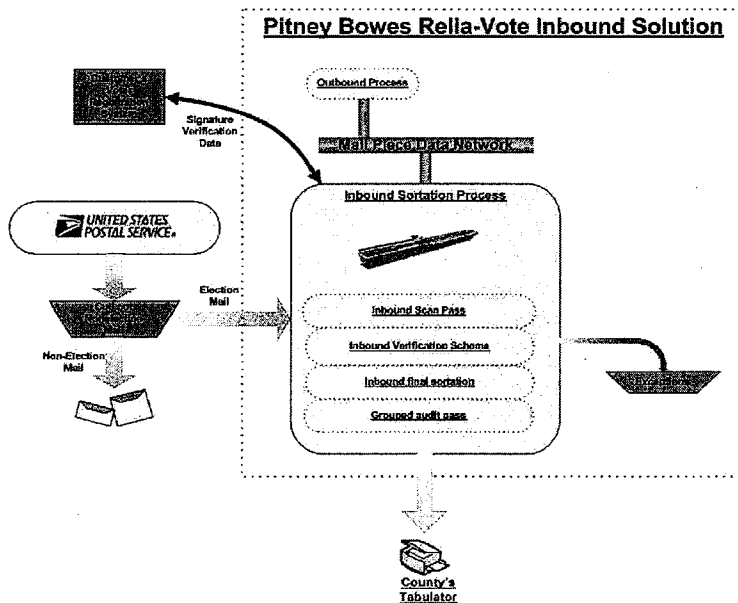 Pitney Bowes Relia-Vote Inbound Solution
Outbound Process
Signature
Verification
Data
Mail Piece Data Network
Inbound Sortation Process
UNITED STATES
POSTAL SERVICE®
Election
Mail
Inbound Scan Pass
Inbound Verification Scheme
Non-Election
Mail
Inbound final sortation
Exceptions
Grouped audit pass
County's
Tabulator